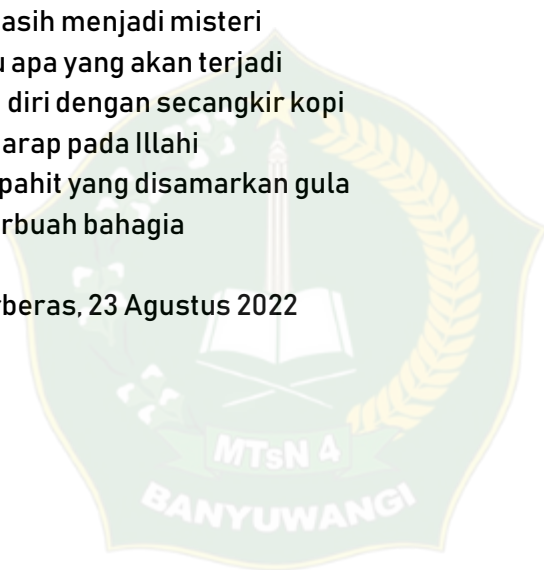 asih menjadi misteri
u apa yang akan terjadi
diri dengan secangkir kopi
arap pada Illahi
pahit yang disamarkan gula
rbuah bahagia
beras, 23 Agustus 2022
MTsN 4
BANYUWANGI